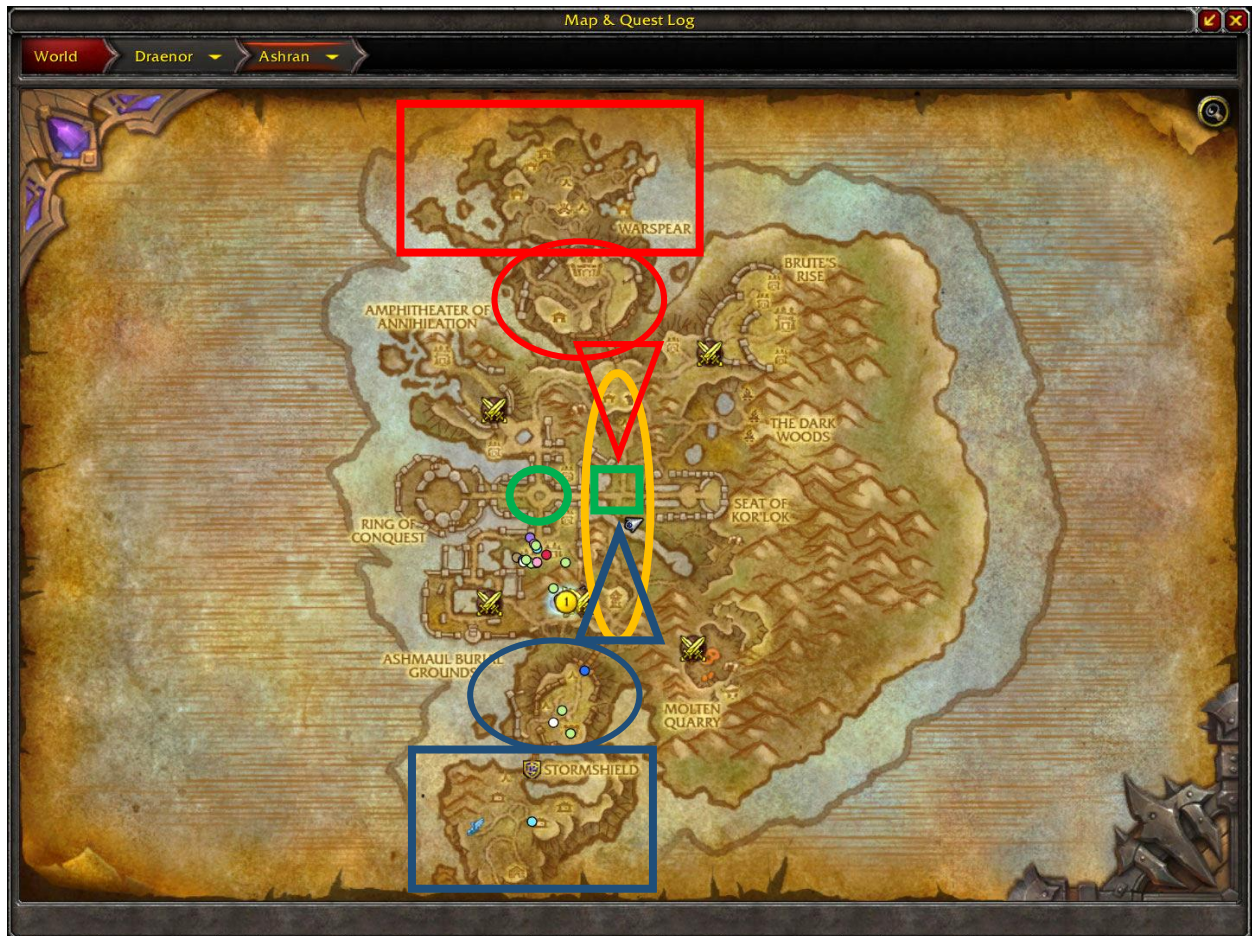 Map & Quest Log
World
Draenor
Ashran
WARSPEAR
BRUTE'S
RISE
AMPHITHEATER OF
ANNIHILATION
THE DARK
WOODS
SEAT OF
KOR'LOK
RING OF
CONQUEST
1
ASHMAUL BURIAL
GROUNDS
MOLTEN
QUARRY
STORMSHIELD